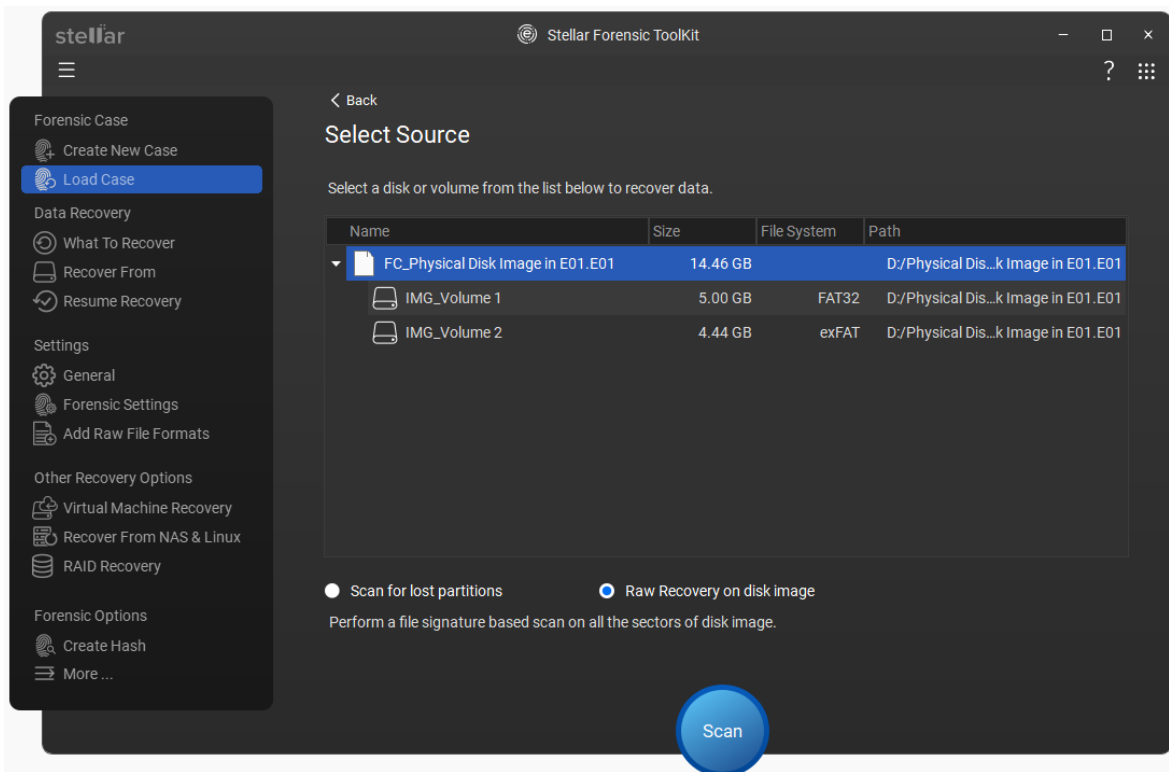 stellar
Stellar Forensic ToolKit
?
Forensic Case
Create New Case
Load Case
Data Recovery
What To Recover
Recover From
Resume Recovery
Settings
General
Forensic Settings
Add Raw File Formats
Other Recovery Options
Virtual Machine Recovery
Recover From NAS & Linux
RAID Recovery
Forensic Options
Create Hash
More ...
Back
Select Source
Select a disk or volume from the list below to recover data.
Name Size File System Path
FC_Physical Disk Image in E01.E01 14.46 GB D:/Physical Dis...k Image in E01.E01
IMG_Volume 1 5.00 GB FAT32 D:/Physical Dis...k Image in E01.E01
IMG_Volume 2 4.44 GB exFAT D:/Physical Dis...k Image in E01.E01
Scan for lost partitions Raw Recovery on disk image
Perform a file signature based scan on all the sectors of disk image.
Scan